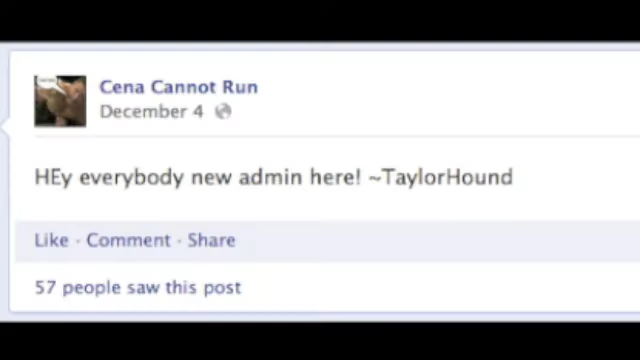 Cena Cannot Run
December 4
HEy everybody new admin here! ~TaylorHound
Like · Comment · Share
57 people saw this post